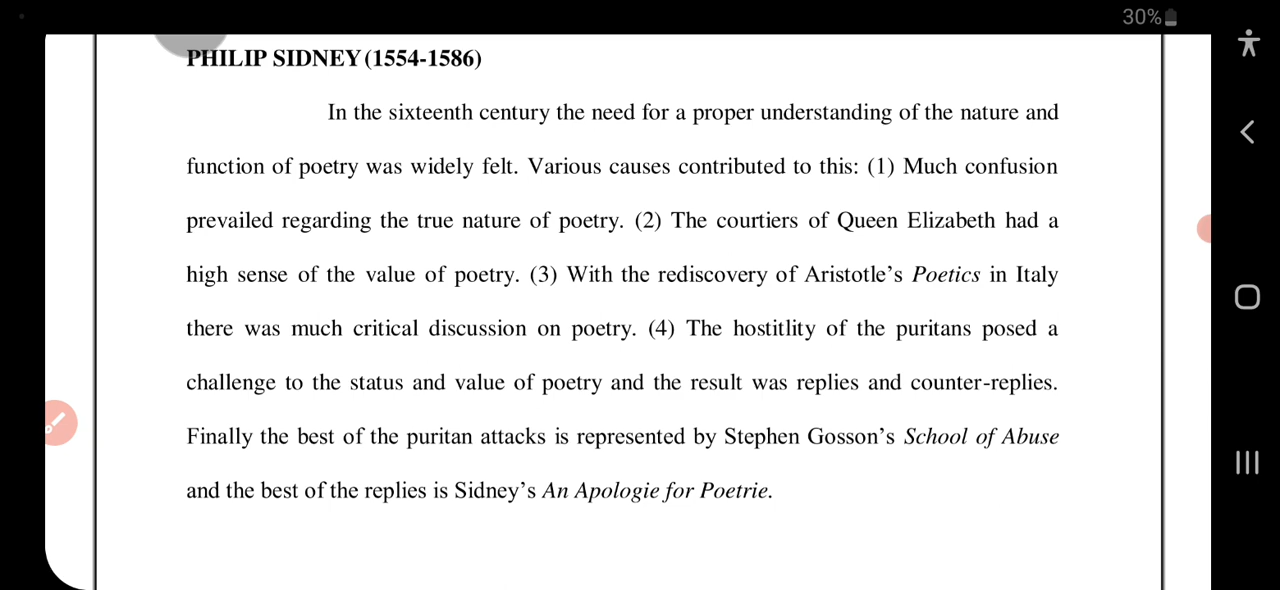 30%
PHILIP SIDNEY (1554-1586)
In the sixteenth century the need for a proper understanding of the nature and
function of poetry was widely felt. Various causes contributed to this: (1) Much confusion
prevailed regarding the true nature of poetry. (2) The courtiers of Queen Elizabeth had a
high sense of the value of poetry. (3) With the rediscovery of Aristotle’s Poetics in Italy
there was much critical discussion on poetry. (4) The hostitlity of the puritans posed a
challenge to the status and value of poetry and the result was replies and counter-replies.
Finally the best of the puritan attacks is represented by Stephen Gosson’s School of Abuse
and the best of the replies is Sidney’s An Apologie for Poetrie.